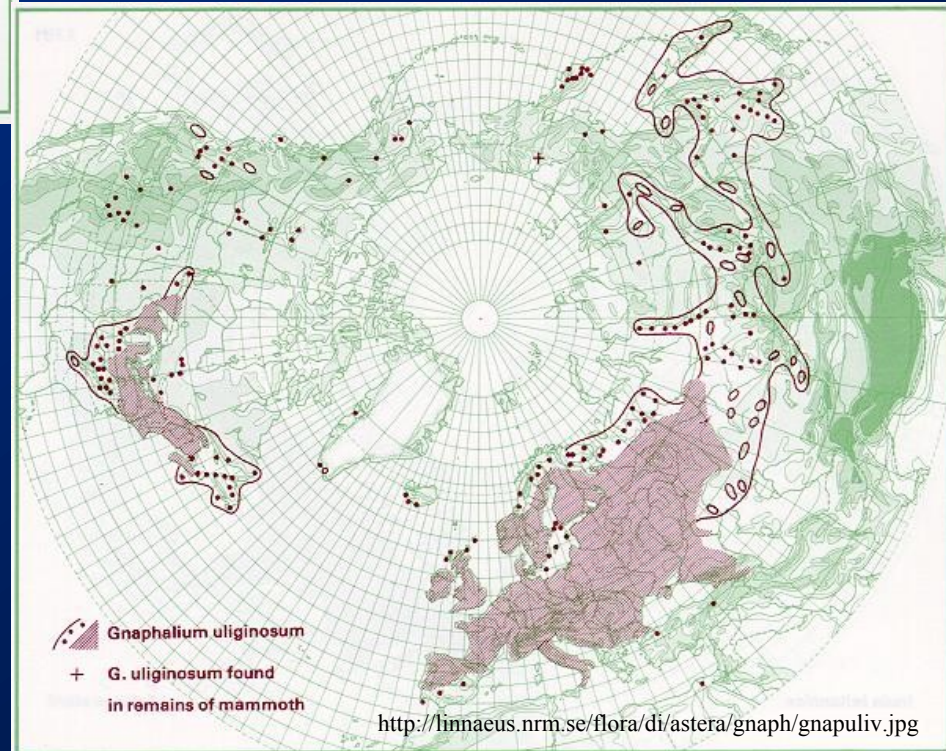 Gnaphalium uliginosum
+ G. uliginosum found
in remains of mammoth
http://linnaeus.nrm.se/flora/di/astera/gnaph/gnapuliv.jpg